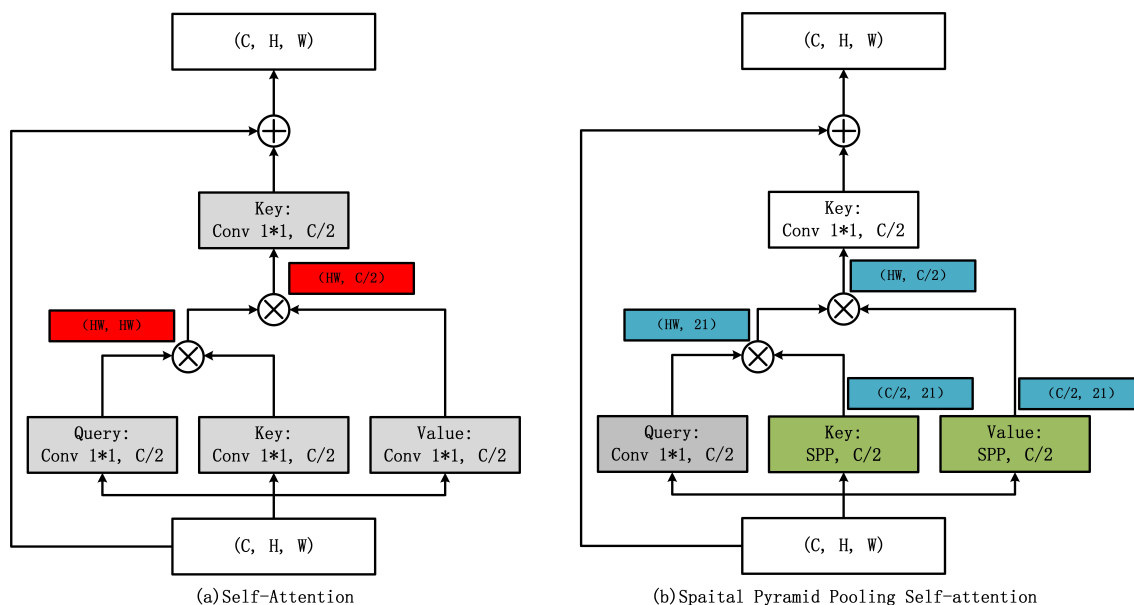 (C, H, W)
Key:
Conv 1*1, C/2
(HW, C/2)
(HW, HW)
Query:
Conv 1*1, C/2
Key:
Conv 1*1, C/2
Value:
Conv 1*1, C/2
(C, H, W)
(a)Self-Attention
(C, H, W)
Key:
Conv 1*1, C/2
(HW, C/2)
(HW, 21)
(C/2, 21)
(C/2, 21)
Query:
Conv 1*1, C/2
Key:
SPP, C/2
Value:
SPP, C/2
(C, H, W)
(b)Spaital Pyramid Pooling Self-attention